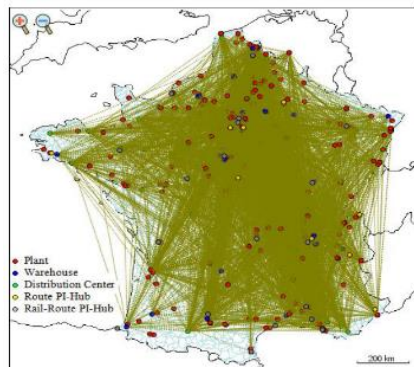 Plant
Warehouse
Distribution Center
Route PI-Hub
Rail-Route PI-Hub
200 km